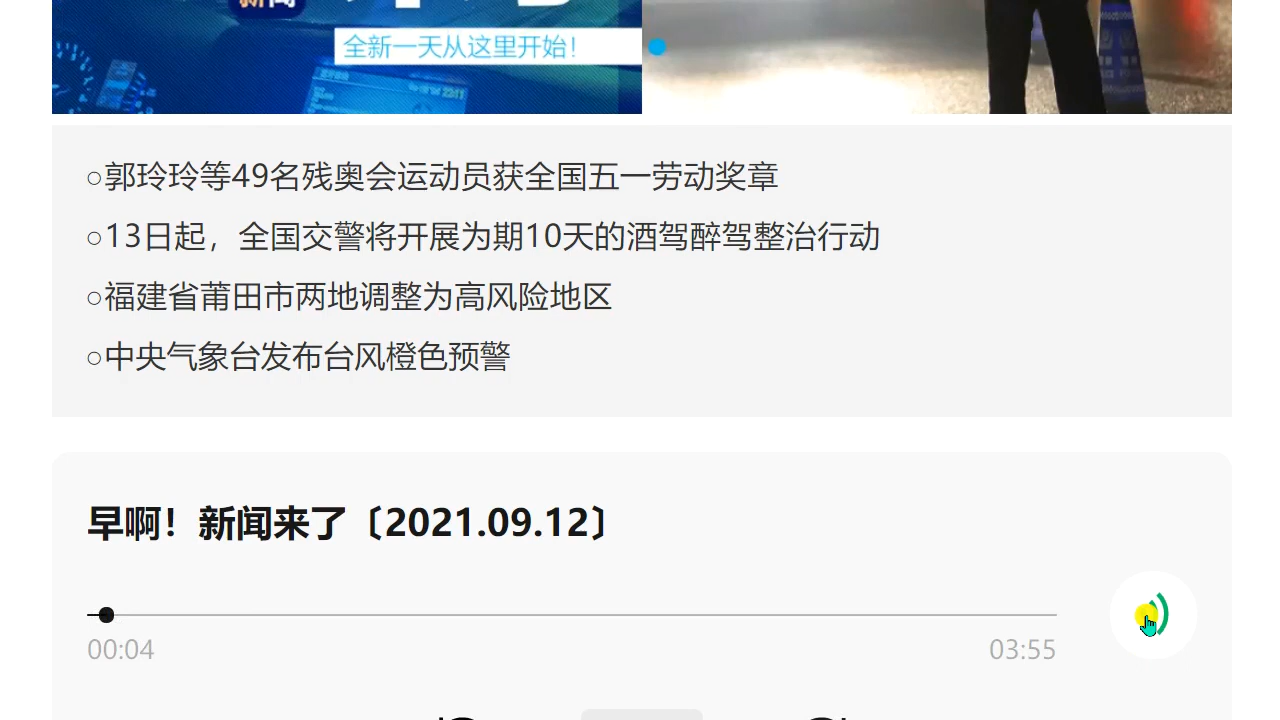 新闻
全新一天从这里开始！
○郭玲玲等49名残奥会运动员获全国五一劳动奖章
○13日起，全国交警将开展为期10天的酒驾醉驾整治行动
○福建省莆田市两地调整为高风险地区
○中央气象台发布台风橙色预警
早啊！新闻来了〔2021.09.12〕
00:04
03:55